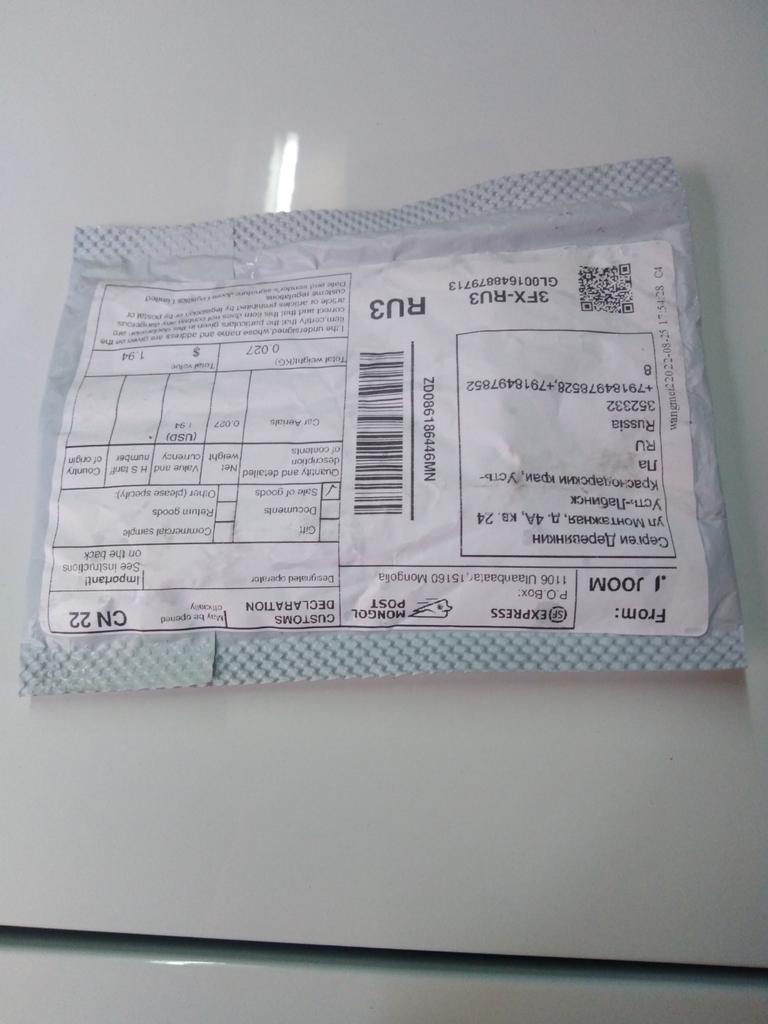 From:
J JOOM
SF EXPRESS
MONGOL
POST
P.O.Box:
1106 Ulaanbaatar, 15160 Mongolia
Сергей Деревянкин
ул Монтажная, д. 4А, кв. 24
Усть-Лабинск
Краснодарский край, Усть-
Ла
RU
Russia
352332
+79184978528,+7918497852
8
ZD086186446MN
RU3
3FX-RU3
GL001648879713
wangmei22022-08-25 17:54:28 C4
CUSTOMS
DECLARATION
May be opened
officially
CN 22
Designated operator
Important!
See instructions
on the back
Gift
Commercial sample
Documents
Return goods
✓ Sale of goods
Other (please specify):
Quantity and detailed
description
of contents
Net
weight
Value and
currency
(USD)
H S tariff
number
Country
of origin
Car Aerials
0.027
1.94
Total weight(KG)
0.027
Total value
$ 1.94
I, the undersigned, whose name and address are given on the
item,certify that the particulars given in this declaration are
correct and that this item does not contain any dangerous
article or articles prohibited by legislation or by postal or
customs regulations
Date and sender's signature: Joom Logistics Limited